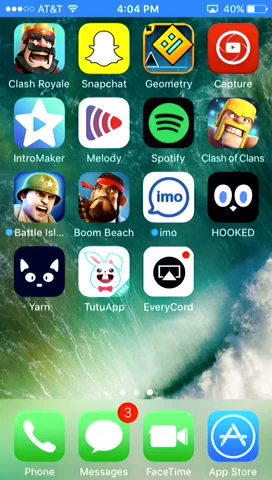 AT&T 4:04 PM 40%
Clash Royale Snapchat Geometry Capture
IntroMaker Melody Spotify Clash of Clans
imo
Battle Isl... Boom Beach imo HOOKED
Yarn TutuApp EveryCord
3
Phone Messages FaceTime App Store